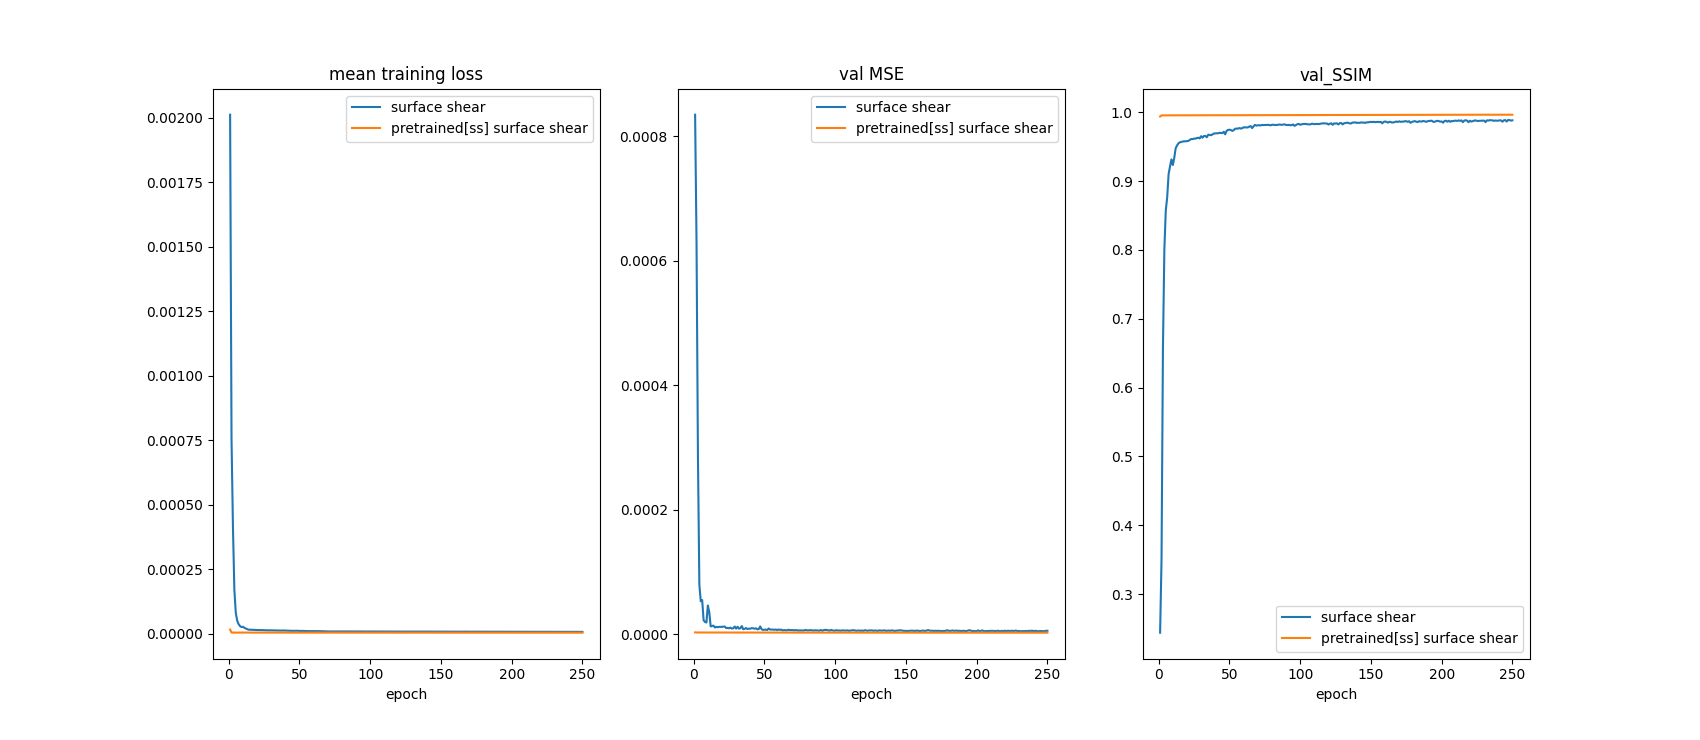 mean training loss
0.00200
0.00175
0.00150
0.00125
0.00100
0.00075
0.00050
0.00025
0.00000
surface shear
pretrained[ss] surface shear
0 50 100 150 200 250
epoch
val MSE
0.0008
0.0006
0.0004
0.0002
0.0000
surface shear
pretrained[ss] surface shear
0 50 100 150 200 250
epoch
val_SSIM
1.0
0.9
0.8
0.7
0.6
0.5
0.4
0.3
surface shear
pretrained[ss] surface shear
0 50 100 150 200 250
epoch